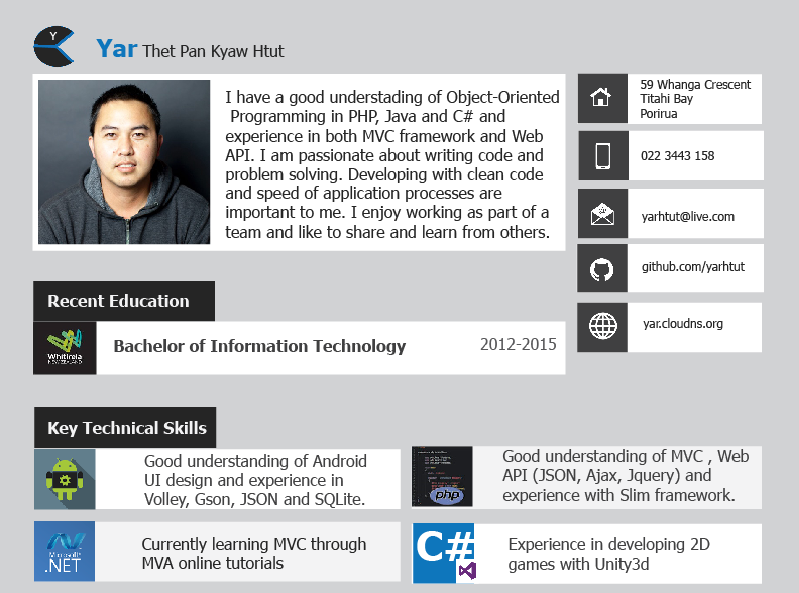 Y
Yar Thet Pan Kyaw Htut
I have a good understading of Object-Oriented
Programming in PHP, Java and C# and
experience in both MVC framework and Web
API. I am passionate about writing code and
problem solving. Developing with clean code
and speed of application processes are
important to me. I enjoy working as part of a
team and like to share and learn from others.
59 Whanga Crescent
Titahi Bay
Porirua
022 3443 158
yarhtut@live.com
github.com/yarhtut
yar.cloudns.org
Recent Education
Whitireia
NEW ZEALAND
Bachelor of Information Technology
2012-2015
Key Technical Skills
Good understanding of Android
UI design and experience in
Volley, Gson, JSON and SQLite.
php
Good understanding of MVC , Web
API (JSON, Ajax, Jquery) and
experience with Slim framework.
Microsoft
.NET
Currently learning MVC through
MVA online tutorials
C#
Experience in developing 2D
games with Unity3d